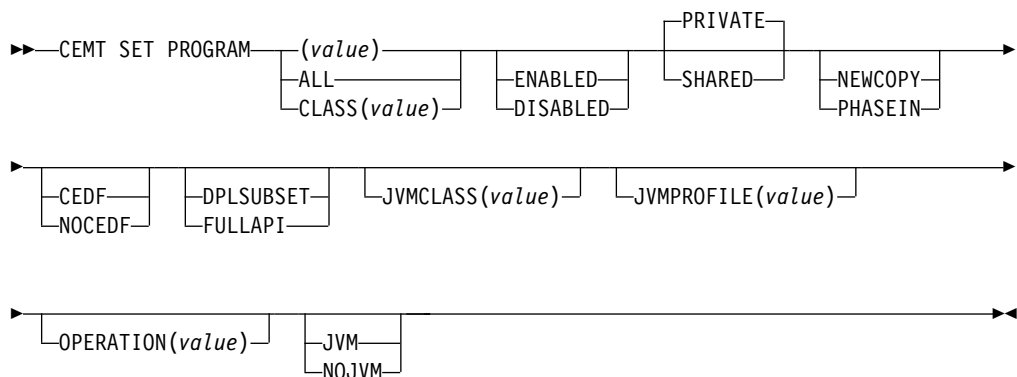 PRIVATE
CEMT SET PROGRAM (value)
ALL ENABLED SHARED NEWCOPY
CLASS(value) DISABLED PHASEIN
CEDF DPLSUBSET JVMCLASS(value) JVMPROFILE(value)
NOCEDF FULLAPI
OPERATION(value) JVM
NOJVM